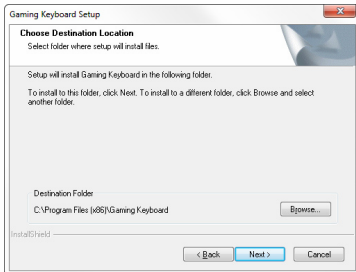 Gaming Keyboard Setup
Choose Destination Location
Select folder where setup will install files.
Setup will install Gaming Keyboard in the following folder.
To install to this folder, click Next. To install to a different folder, click Browse and select
another folder.
Destination Folder
C:\Program Files (x86)\Gaming Keyboard
Browse...
InstallShield
< Back
Next >
Cancel